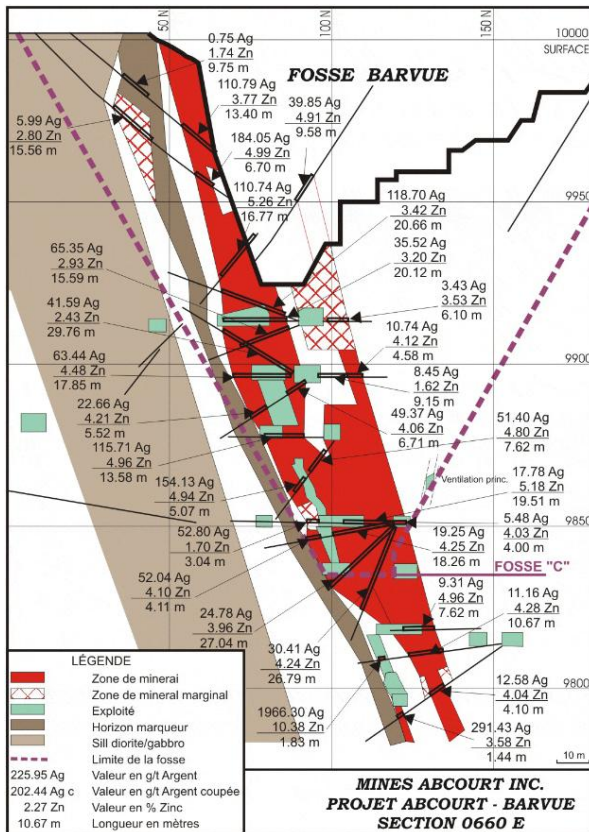 50 N
100 N
150 N
10000
SURFACE
0.75 Ag
1.74 Zn
9.75 m
FOSSE BARVUE
110.79 Ag
3.77 Zn
13.40 m
39.85 Ag
4.91 Zn
9.58 m
5.99 Ag
2.80 Zn
15.56 m
184.05 Ag
4.99 Zn
6.70 m
110.74 Ag
5.26 Zn
16.77 m
118.70 Ag
3.42 Zn
20.66 m
9950
65.35 Ag
2.93 Zn
15.59 m
35.52 Ag
3.20 Zn
20.12 m
3.43 Ag
3.53 Zn
6.10 m
41.59 Ag
2.43 Zn
29.76 m
10.74 Ag
4.12 Zn
4.58 m
63.44 Ag
4.48 Zn
17.85 m
9900
8.45 Ag
1.62 Zn
9.15 m
22.66 Ag
4.21 Zn
5.52 m
49.37 Ag
4.06 Zn
6.71 m
51.40 Ag
4.80 Zn
7.62 m
115.71 Ag
4.96 Zn
13.58 m
154.13 Ag
4.94 Zn
5.07 m
Ventilation princ.
17.78 Ag
5.18 Zn
19.51 m
52.80 Ag
1.70 Zn
3.04 m
9850
19.25 Ag
4.25 Zn
18.26 m
5.48 Ag
4.03 Zn
4.00 m
52.04 Ag
4.10 Zn
4.11 m
FOSSE "C"
24.78 Ag
3.96 Zn
27.04 m
9.31 Ag
4.96 Zn
7.62 m
11.16 Ag
4.28 Zn
10.67 m
30.41 Ag
4.24 Zn
26.79 m
9800
12.58 Ag
4.04 Zn
4.10 m
1966.30 Ag
10.38 Zn
1.83 m
291.43 Ag
3.58 Zn
1.44 m
10 m
LÉGENDE
Zone de minerai
Zone de mineral marginal
Exploité
Horizon marqueur
Sill diorite/gabbro
Limite de la fosse
225.95 Ag Valeur en g/t Argent
202.44 Ag c Valeur en g/t Argent coupée
2.27 Zn Valeur en % Zinc
10.67 m Longueur en mètres
MINES ABCOURT INC.
PROJET ABCOURT - BARVUE
SECTION 0660 E